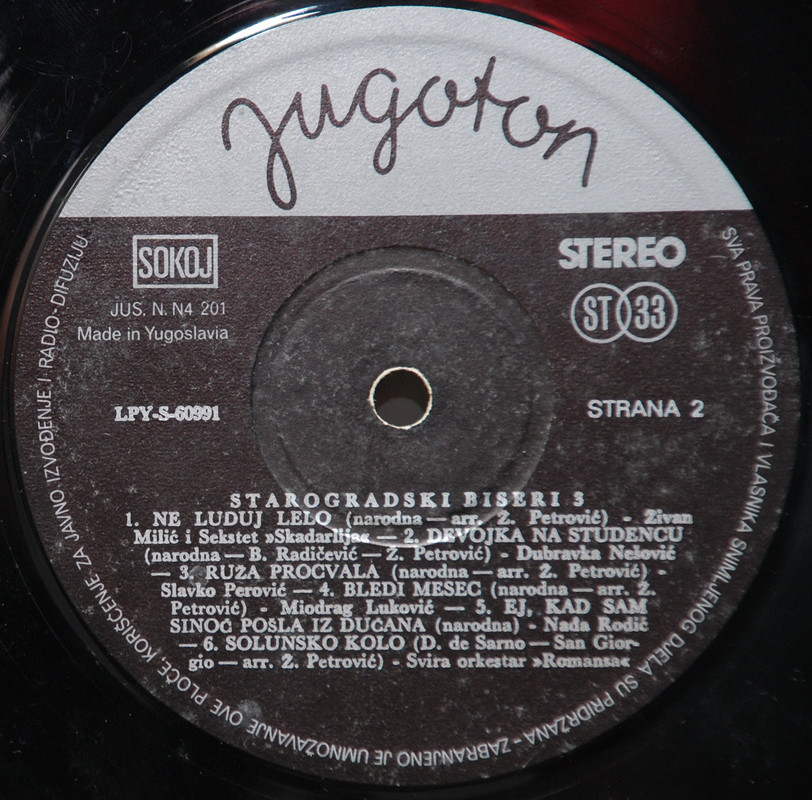 jugoton
SOKOJ
JUS. N. N4 201
Made in Yugoslavia
STEREO
ST 33
LPY-S-60991
STRANA 2
STAROGRADSKI BISERI 3
1. NE LUDUJ LELO (narodna — arr. Ž. Petrović) - Živan
Milić i Sekstet »Skadarlija« — 2. DEVOJKA NA STUDENCU
(narodna — B. Radičević — Ž. Petrović) - Dubravka Nešović
— 3. RUŽA PROCVALA (narodna — arr. Ž. Petrović) -
Slavko Perović — 4. BLEDI MESEC (narodna — arr. Ž.
Petrović) - Miodrag Luković — 5. EJ, KAD SAM
SINOĆ POŠLA IZ DUĆANA (narodna) - Nada Rodić
— 6. SOLUNSKO KOLO (D. de Sarno — San Gior-
gio — arr. Ž. Petrović) - Svira orkestar »Romansa«
SVA PRAVA PROIZVOĐAČA I VLASNIKA SNIMLJENOG DJELA SU PRIDRŽANA - ZABRANJENO JE UMNOŽAVANJE OVE PLOČE, KORIŠĆENJE ZA JAVNO IZVOĐENJE I RADIO-DIFUZIJU